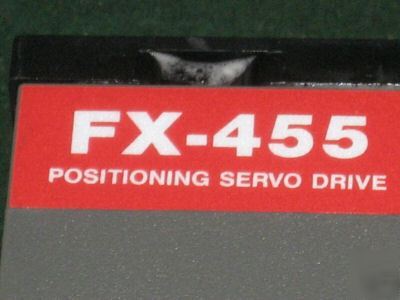 FX-455
POSITIONING SERVO DRIVE